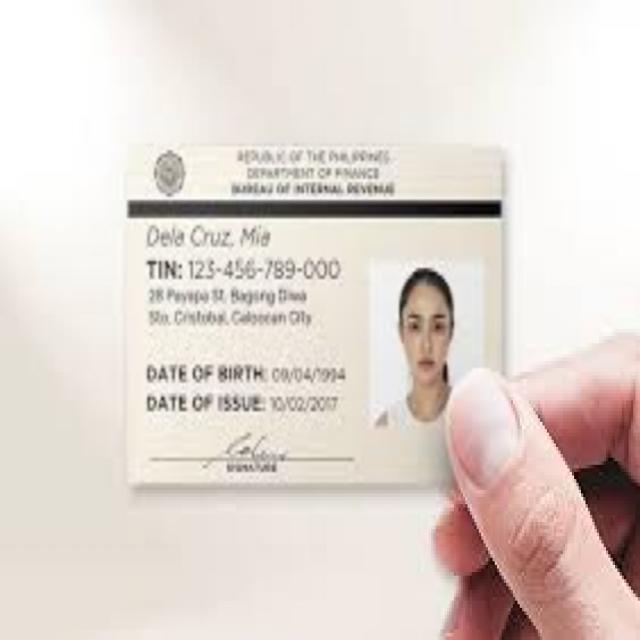 REPUBLIC OF THE PHILIPPINES
DEPARTMENT OF FINANCE
BUREAU OF INTERNAL REVENUE
Dela Cruz, Mia
TIN: 123-456-789-000
28 Payapa St. Bagong Diwa
Sto. Cristobal, Caloocan City
DATE OF BIRTH: 09/04/1994
DATE OF ISSUE: 10/02/2017
SIGNATURE